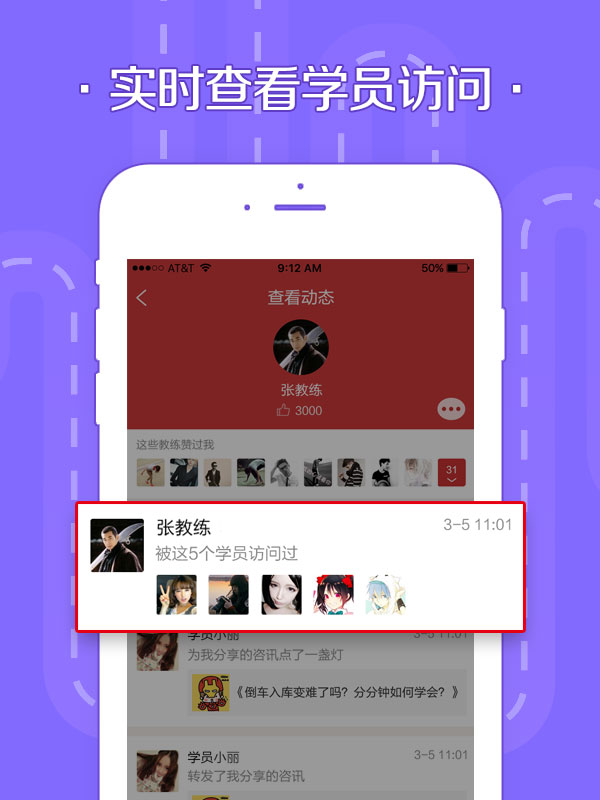 · 实时查看学员访问 ·
AT&T 9:12 AM 50%
查看动态
张教练
3000
这些教练赞过我
31
张教练 3-5 11:01
被这5个学员访问过
学员小丽 3-5 11:01
为我分享的咨讯点了一盏灯
《倒车入库变难了吗？分分钟如何学会？》
学员小丽 3-5 11:01
转发了我分享的咨讯